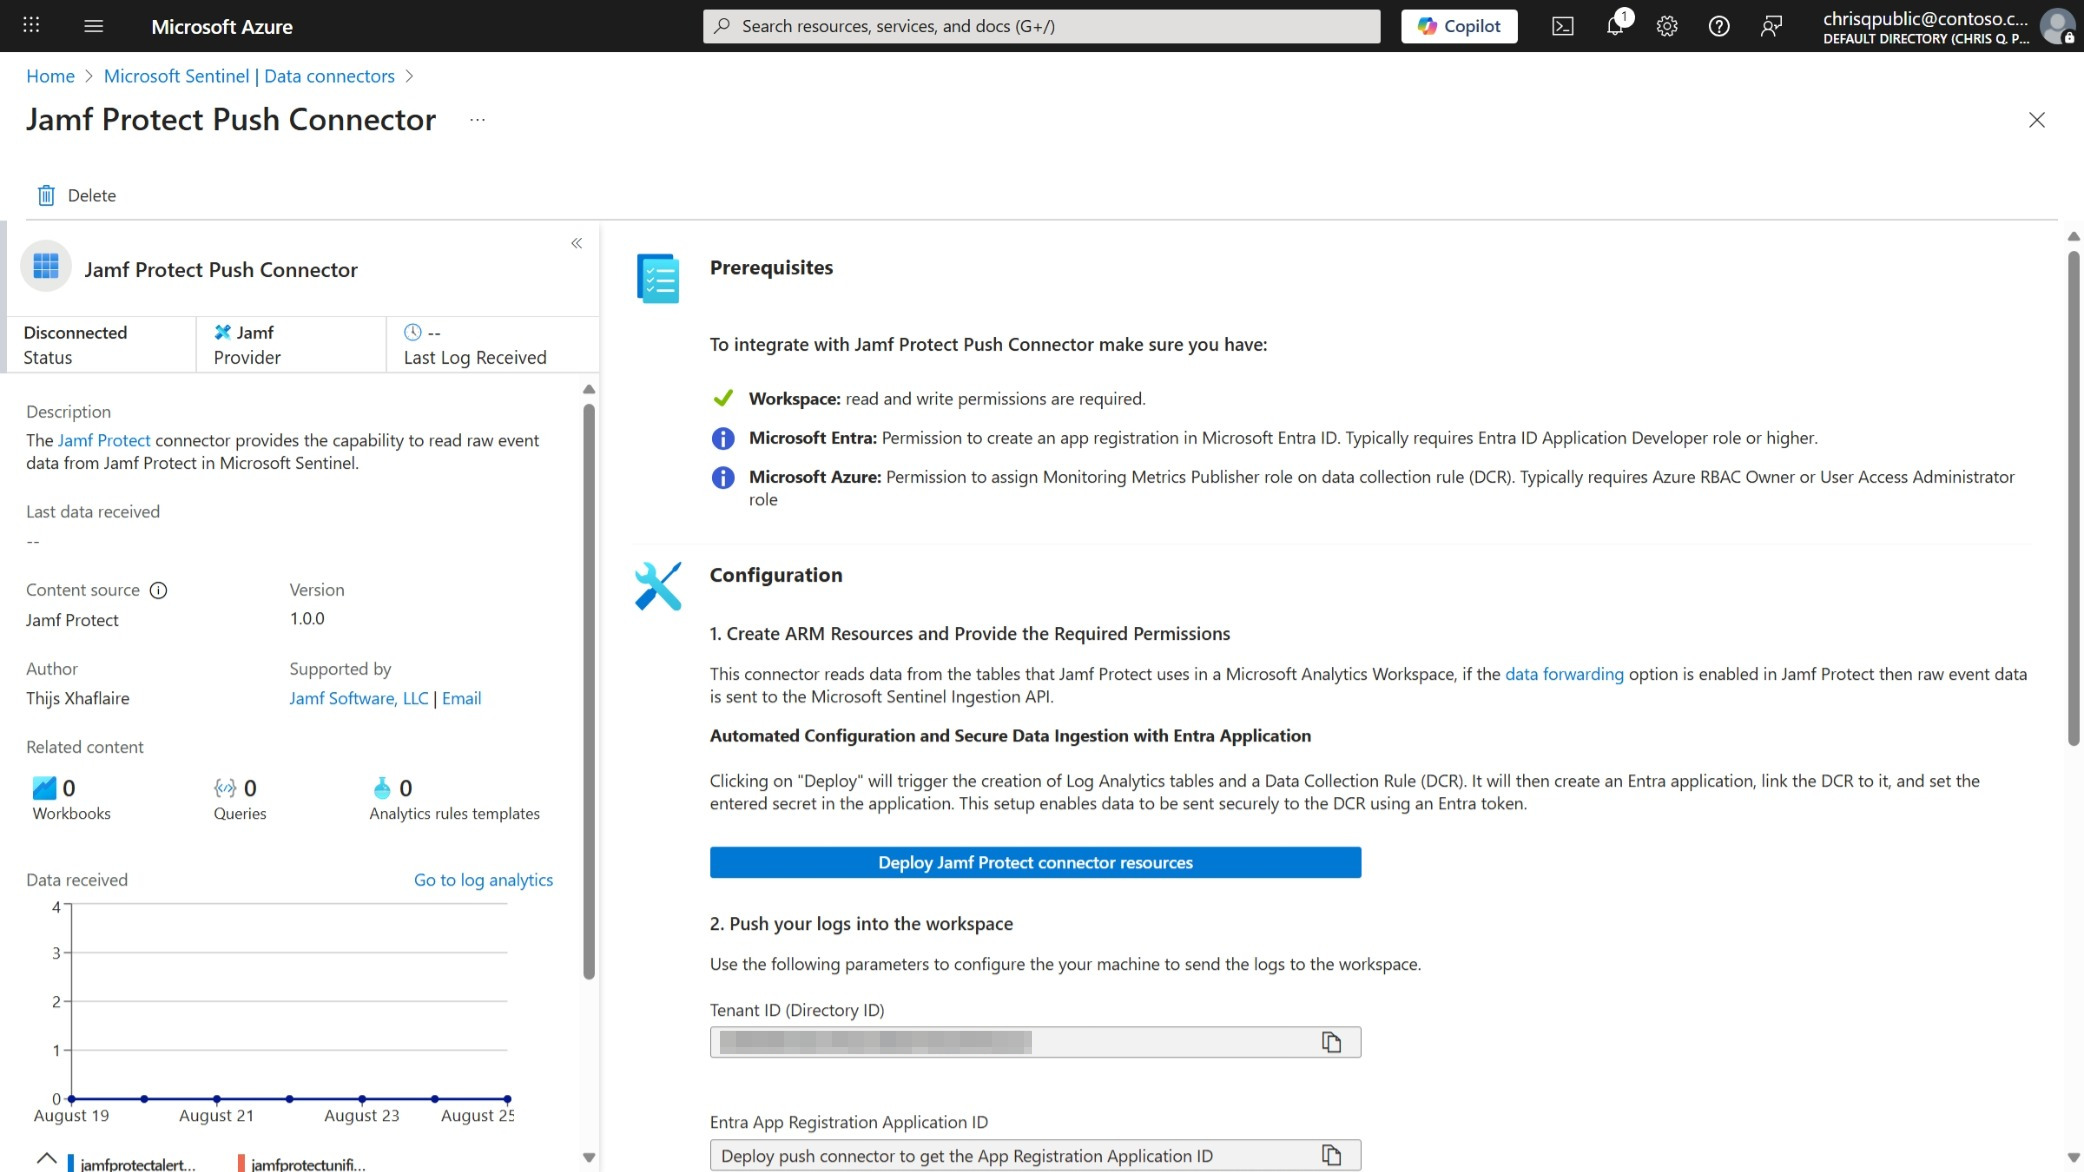 Microsoft Azure
Search resources, services, and docs (G+/)
Copilot
1
chrisqpublic@contoso.c...
DEFAULT DIRECTORY (CHRIS Q. P...
Home > Microsoft Sentinel | Data connectors >
Jamf Protect Push Connector ...
Delete
Jamf Protect Push Connector
Disconnected
Status
Jamf
Provider
--
Last Log Received
Description
The Jamf Protect connector provides the capability to read raw event
data from Jamf Protect in Microsoft Sentinel.
Last data received
--
Content source
Jamf Protect
Version
1.0.0
Author
Thijs Xhaflaire
Supported by
Jamf Software, LLC | Email
Related content
0
Workbooks
0
Queries
0
Analytics rules templates
Data received
Go to log analytics
4
3
2
1
0
August 19
August 21
August 23
August 25
jamfprotectalert...
jamfprotectunifi...
Prerequisites
To integrate with Jamf Protect Push Connector make sure you have:
Workspace: read and write permissions are required.
Microsoft Entra: Permission to create an app registration in Microsoft Entra ID. Typically requires Entra ID Application Developer role or higher.
Microsoft Azure: Permission to assign Monitoring Metrics Publisher role on data collection rule (DCR). Typically requires Azure RBAC Owner or User Access Administrator
role
Configuration
1. Create ARM Resources and Provide the Required Permissions
This connector reads data from the tables that Jamf Protect uses in a Microsoft Analytics Workspace, if the data forwarding option is enabled in Jamf Protect then raw event data
is sent to the Microsoft Sentinel Ingestion API.
Automated Configuration and Secure Data Ingestion with Entra Application
Clicking on "Deploy" will trigger the creation of Log Analytics tables and a Data Collection Rule (DCR). It will then create an Entra application, link the DCR to it, and set the
entered secret in the application. This setup enables data to be sent securely to the DCR using an Entra token.
Deploy Jamf Protect connector resources
2. Push your logs into the workspace
Use the following parameters to configure the your machine to send the logs to the workspace.
Tenant ID (Directory ID)
Entra App Registration Application ID
Deploy push connector to get the App Registration Application ID